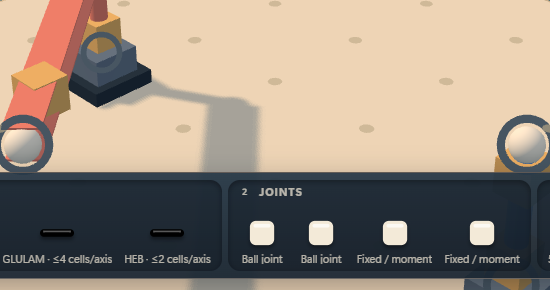 2 JOINTS
GLULAM · ≤4 cells/axis HEB · ≤2 cells/axis Ball joint Ball joint Fixed / moment Fixed / moment